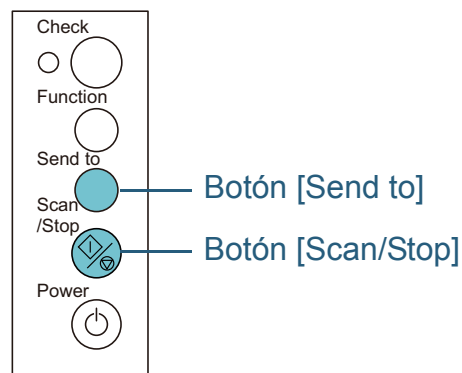 Check
Function
Send to
Botón [Send to]
Scan
/Stop
Botón [Scan/Stop]
Power